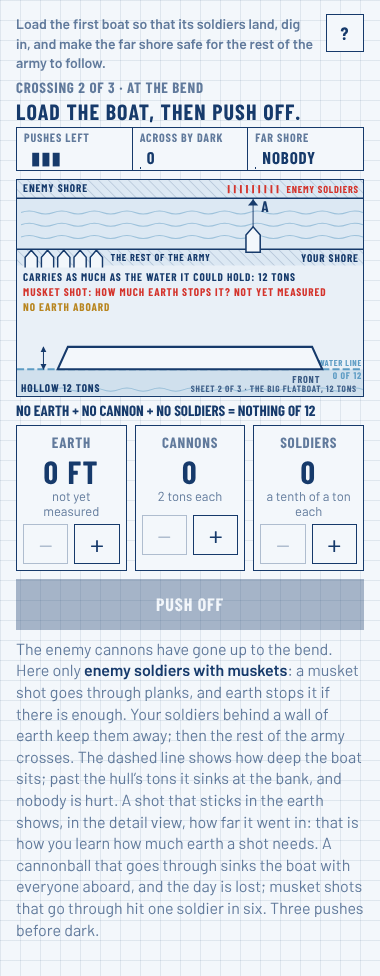 Load the first boat so that its soldiers land, dig
in, and make the far shore safe for the rest of the
army to follow.
?
CROSSING 2 OF 3 · AT THE BEND
LOAD THE BOAT, THEN PUSH OFF.
PUSHES LEFT
ACROSS BY DARK
0
FAR SHORE
NOBODY
ENEMY SHORE
ENEMY SOLDIERS
A
THE REST OF THE ARMY
YOUR SHORE
CARRIES AS MUCH AS THE WATER IT COULD HOLD: 12 TONS
MUSKET SHOT: HOW MUCH EARTH STOPS IT? NOT YET MEASURED
NO EARTH ABOARD
WATER LINE
0 OF 12
FRONT
HOLLOW 12 TONS
SHEET 2 OF 3 · THE BIG FLATBOAT, 12 TONS
NO EARTH + NO CANNON + NO SOLDIERS = NOTHING OF 12
EARTH
0 FT
not yet
measured
− +
CANNONS
0
2 tons each
− +
SOLDIERS
0
a tenth of a ton
each
− +
PUSH OFF
The enemy cannons have gone up to the bend.
Here only enemy soldiers with muskets: a musket
shot goes through planks, and earth stops it if
there is enough. Your soldiers behind a wall of
earth keep them away; then the rest of the army
crosses. The dashed line shows how deep the boat
sits; past the hull's tons it sinks at the bank, and
nobody is hurt. A shot that sticks in the earth
shows, in the detail view, how far it went in: that is
how you learn how much earth a shot needs. A
cannonball that goes through sinks the boat with
everyone aboard, and the day is lost; musket shots
that go through hit one soldier in six. Three pushes
before dark.